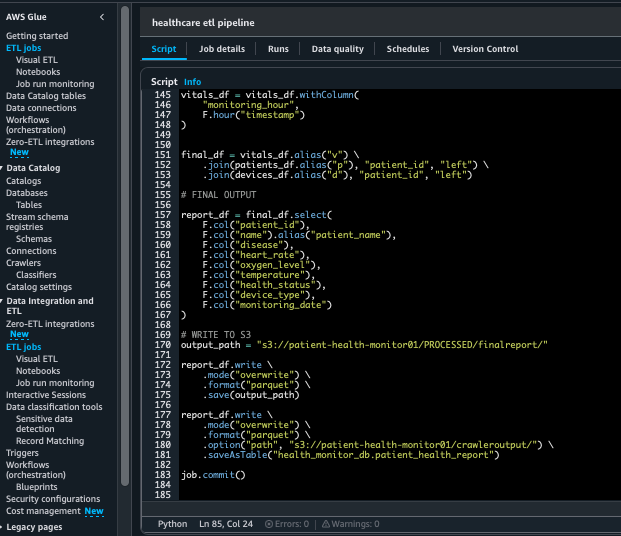 AWS Glue
Getting started
ETL jobs
Visual ETL
Notebooks
Job run monitoring
Data Catalog tables
Data connections
Workflows
(orchestration)
Zero-ETL integrations
New
Data Catalog
Catalogs
Databases
Tables
Stream schema
registries
Schemas
Connections
Crawlers
Classifiers
Catalog settings
Data Integration and
ETL
Zero-ETL integrations
New
ETL jobs
Visual ETL
Notebooks
Job run monitoring
Interactive Sessions
Data classification tools
Sensitive data
detection
Record Matching
Triggers
Workflows
(orchestration)
Blueprints
Security configurations
Cost management New
Legacy pages
healthcare etl pipeline
Script Job details Runs Data quality Schedules Version Control
Script Info
145 vitals_df = vitals_df.withColumn(
146     "monitoring_hour",
147     F.hour("timestamp")
148 )
149
150
151 final_df = vitals_df.alias("v") \
152     .join(patients_df.alias("p"), "patient_id", "left") \
153     .join(devices_df.alias("d"), "patient_id", "left")
154
155 # FINAL OUTPUT
156
157 report_df = final_df.select(
158     F.col("patient_id"),
159     F.col("name").alias("patient_name"),
160     F.col("disease"),
161     F.col("heart_rate"),
162     F.col("oxygen_level"),
163     F.col("temperature"),
164     F.col("health_status"),
165     F.col("device_type"),
166     F.col("monitoring_date")
167 )
168
169 # WRITE TO S3
170 output_path = "s3://patient-health-monitor01/PROCESSED/finalreport/"
171
172 report_df.write \
173     .mode("overwrite") \
174     .format("parquet") \
175     .save(output_path)
176
177 report_df.write \
178     .mode("overwrite") \
179     .format("parquet") \
180     .option("path", "s3://patient-health-monitor01/crawleroutput/") \
181     .saveAsTable("health_monitor_db.patient_health_report")
182
183 job.commit()
184
185
Python Ln 85, Col 24 Errors: 0 Warnings: 0